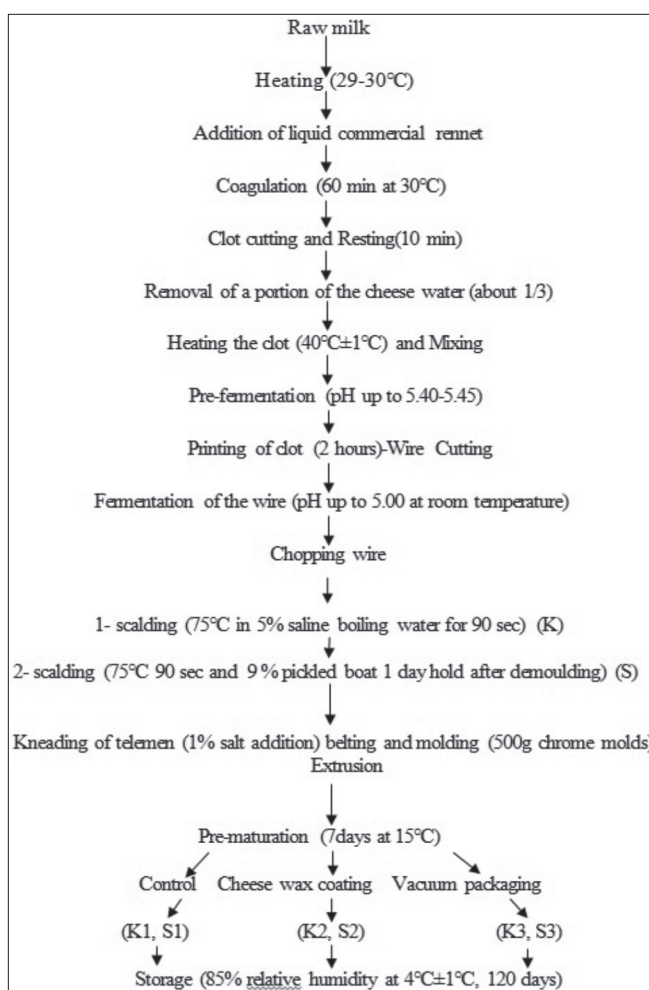 Raw milk
Heating (29-30℃)
Addition of liquid commercial rennet
Coagulation (60 min at 30℃)
Clot cutting and Resting(10 min)
Removal of a portion of the cheese water (about 1/3)
Heating the clot (40℃±1℃) and Mixing
Pre-fermentation (pH up to 5.40-5.45)
Printing of clot (2 hours)-Wire Cutting
Fermentation of the wire (pH up to 5.00 at room temperature)
Chopping wire
1- scalding (75℃ in 5% saline boiling water for 90 sec) (K)
2- scalding (75℃ 90 sec and 9% pickled boat 1 day hold after demoulding) (S)
Kneading of telemen (1% salt addition) belting and molding (500g chrome molds)
Extrusion
Pre-maturation (7days at 15℃)
Control Cheese wax coating Vacuum packaging
(K1, S1) (K2, S2) (K3, S3)
Storage (85% relative humidity at 4℃±1℃, 120 days)